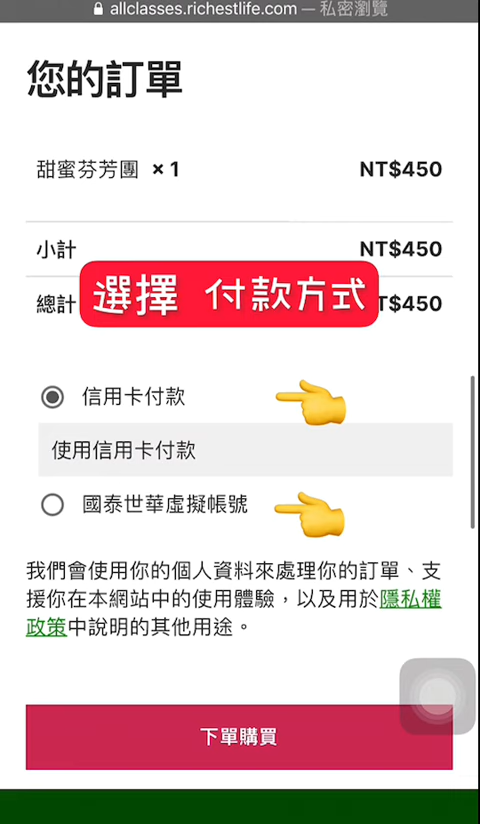 allclasses.richestlife.com — 私密瀏覽
您的訂單
甜蜜芬芳團 × 1 NT$450
小計 NT$450
選擇 付款方式
總計 T$450
信用卡付款
使用信用卡付款
國泰世華虛擬帳號
我們會使用你的個人資料來處理你的訂單、支
援你在本網站中的使用體驗，以及用於隱私權
政策中說明的其他用途。
下單購買